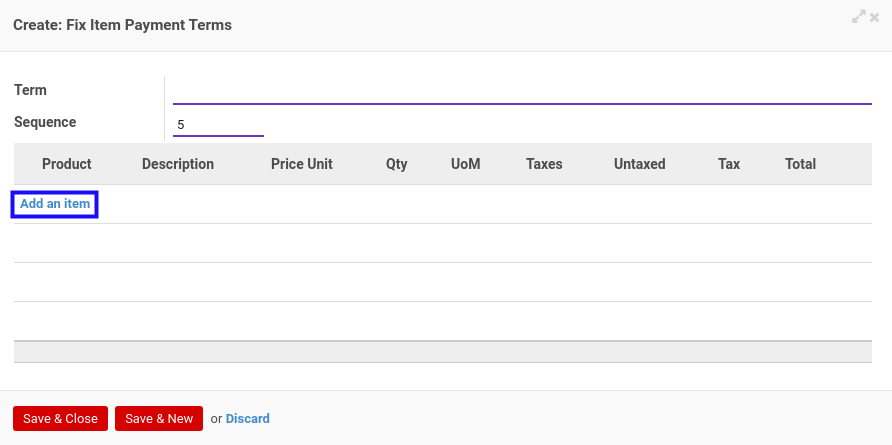 Create: Fix Item Payment Terms
Term
Sequence 5
Product Description Price Unit Qty UoM Taxes Untaxed Tax Total
Add an item
Save & Close Save & New or Discard